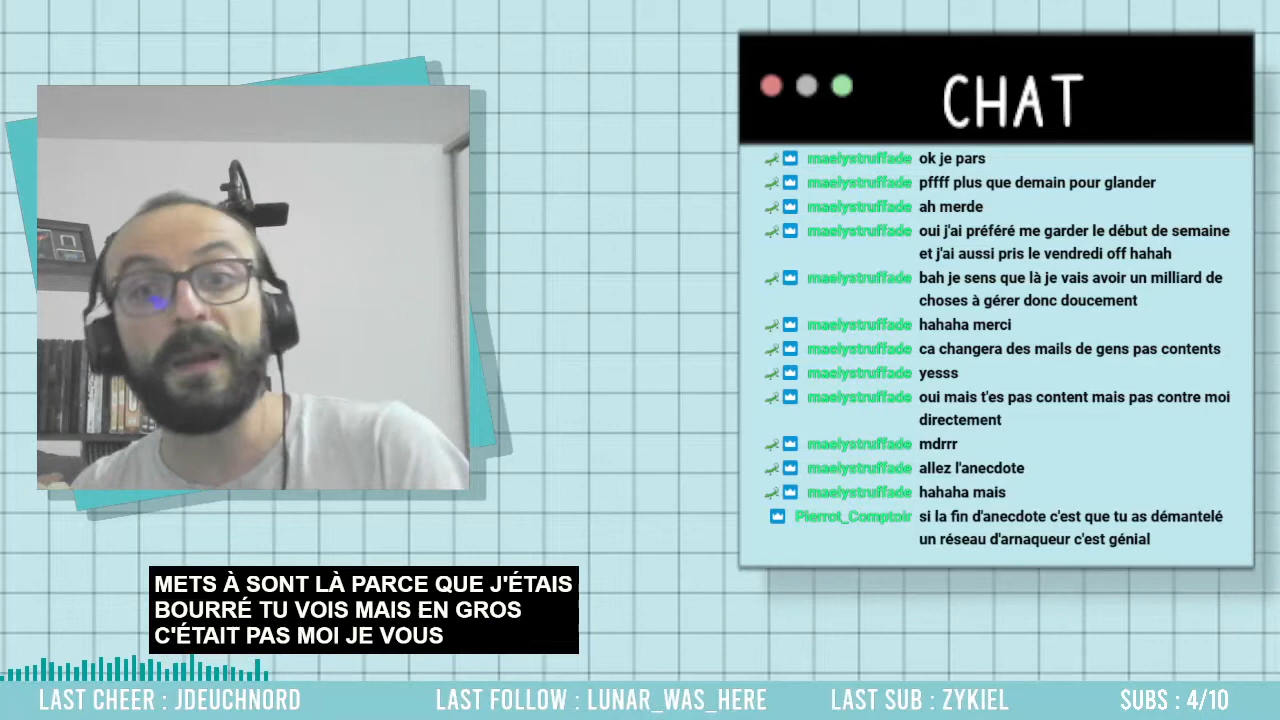 CHAT
maelystruffade ok je pars
maelystruffade pffff plus que demain pour glander
maelystruffade ah merde
maelystruffade oui j'ai préféré me garder le début de semaine
et j'ai aussi pris le vendredi off hahah
maelystruffade bah je sens que là je vais avoir un milliard de
choses à gérer donc doucement
maelystruffade hahaha merci
maelystruffade ca changera des mails de gens pas contents
maelystruffade yesss
maelystruffade oui mais t'es pas content mais pas contre moi
directement
maelystruffade mdrrr
maelystruffade allez l'anecdote
maelystruffade hahaha mais
Pierrot_Comptoir si la fin d'anecdote c'est que tu as démantelé
un réseau d'arnaqueur c'est génial
METS À SONT LÀ PARCE QUE J'ÉTAIS
BOURRÉ TU VOIS MAIS EN GROS
C'ÉTAIT PAS MOI JE VOUS
LAST CHEER : JDEUCHNORD LAST FOLLOW : LUNAR_WAS_HERE LAST SUB : ZYKIEL SUBS : 4/10